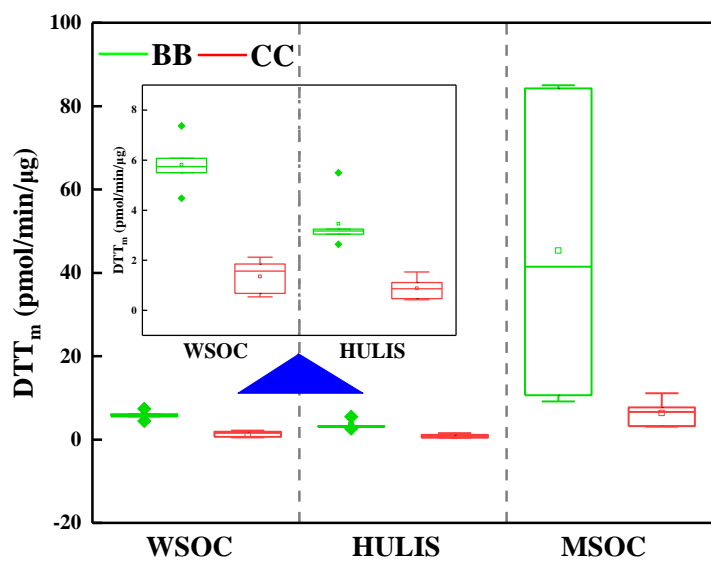 100
80
60
40
20
0
-20
DTTm (pmol/min/μg)
BB CC
8
6
4
2
0
DTTm (pmol/min/μg)
WSOC HULIS
WSOC HULIS MSOC